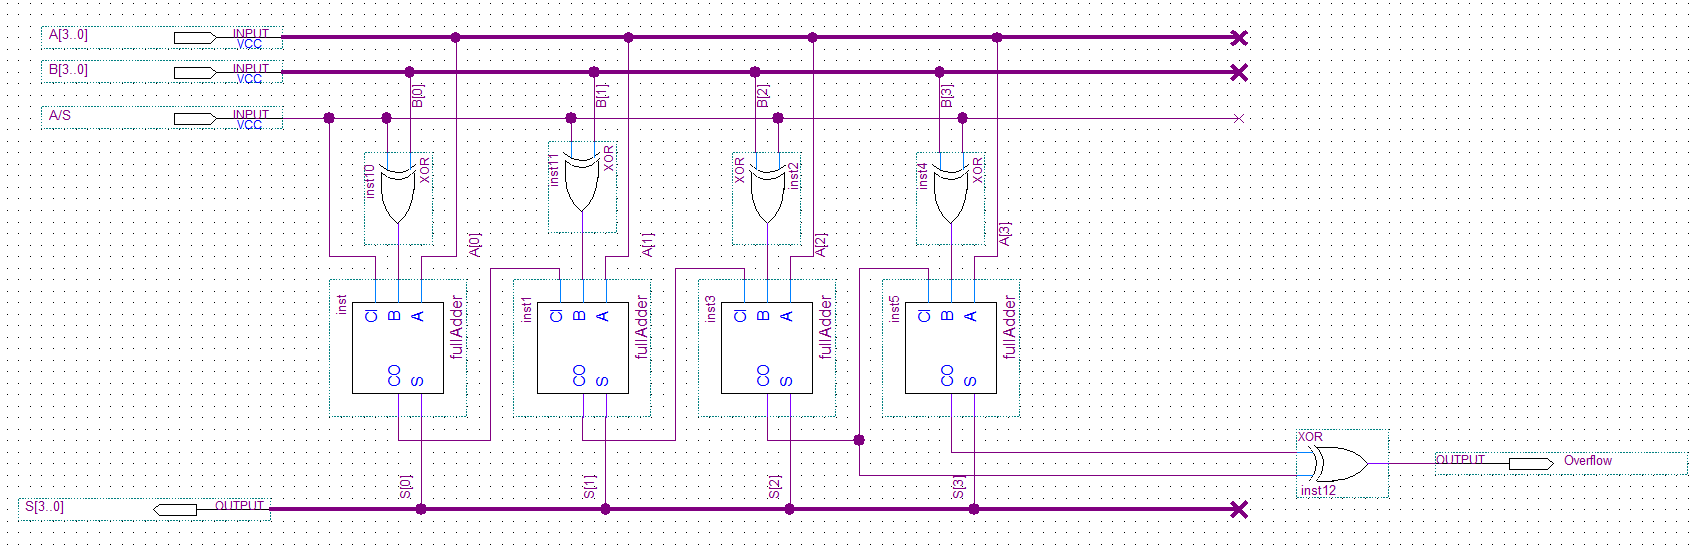 A[3..0] INPUT VCC
B[3..0] INPUT VCC
A/S INPUT VCC
B[0] B[1] B[2] B[3]
inst10 XOR inst11 XOR XOR inst2 inst4 XOR
A[0] A[1] A[2] A[3]
inst CI B A fullAdder CO S
inst1 CI B A fullAdder CO S
inst3 CI B A fullAdder CO S
inst5 CI B A fullAdder CO S
XOR
inst12
OUTPUT Overflow
S[0] S[1] S[2] S[3]
S[3..0] OUTPUT